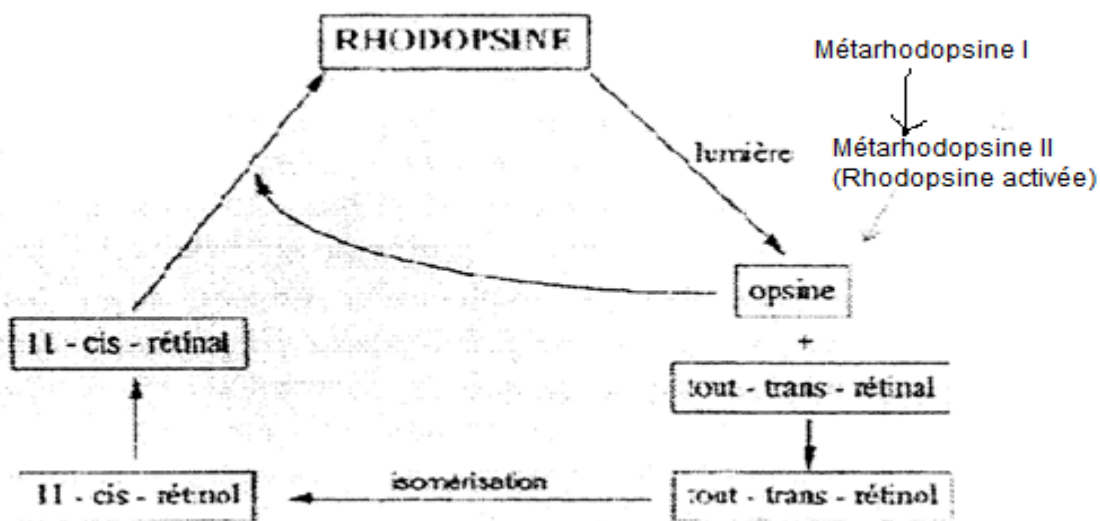 RHODOPSINE
Métarhodopsine I
lumière
Métarhodopsine II
(Rhodopsine activée)
opsine
+
11 - cis - rétinal
tout - trans - rétinal
isomérisation
11 - cis - rétinol
tout - trans - rétinol